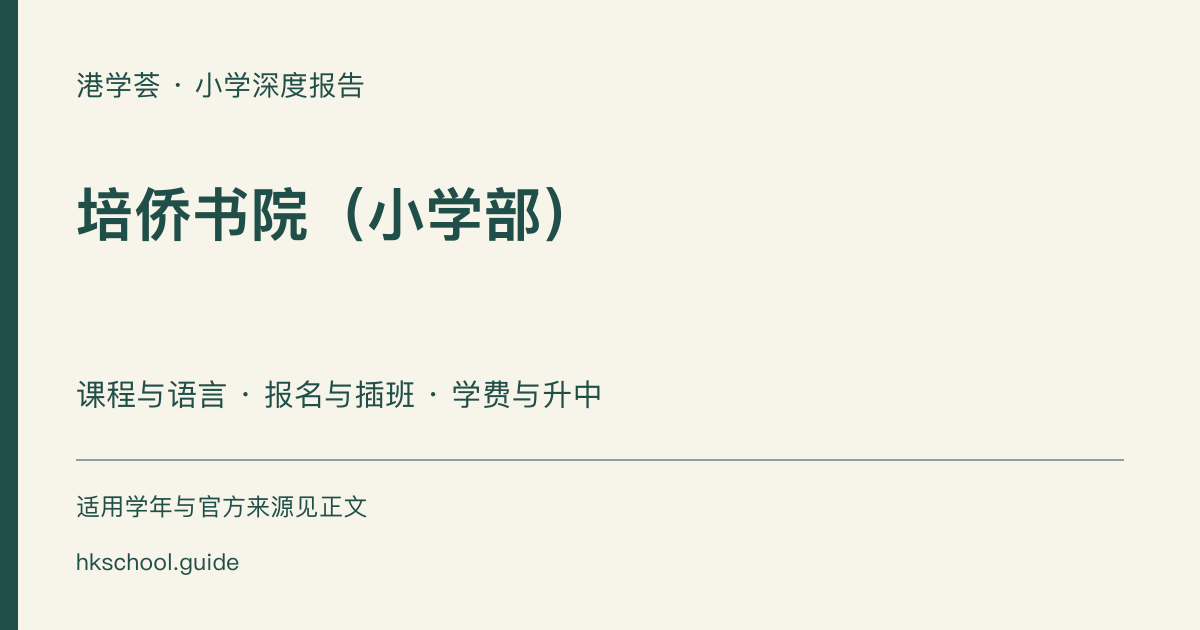 港学荟 · 小学深度报告
培侨书院（小学部）
课程与语言 · 报名与插班 · 学费与升中
适用学年与官方来源见正文
hkschool.guide